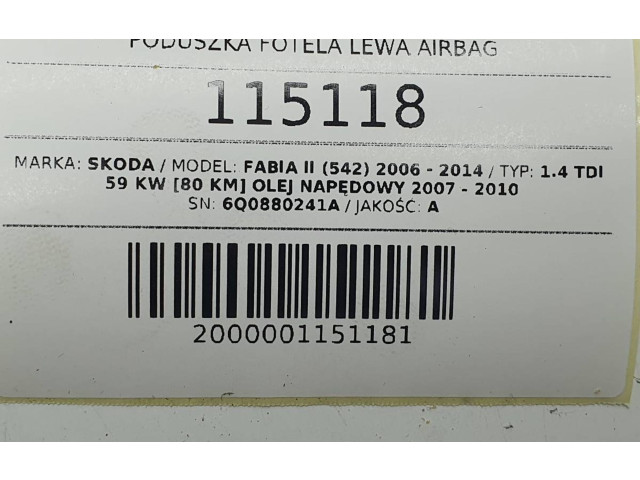 PODUSZKA FOTELA LEWA AIRBAG
115118
MARKA: SKODA / MODEL: FABIA II (542) 2006 - 2014 / TYP: 1.4 TDI
59 KW [80 KM] OLEJ NAPĘDOWY 2007 - 2010
SN: 6Q0880241A / JAKOŚĆ: A
2000001151181